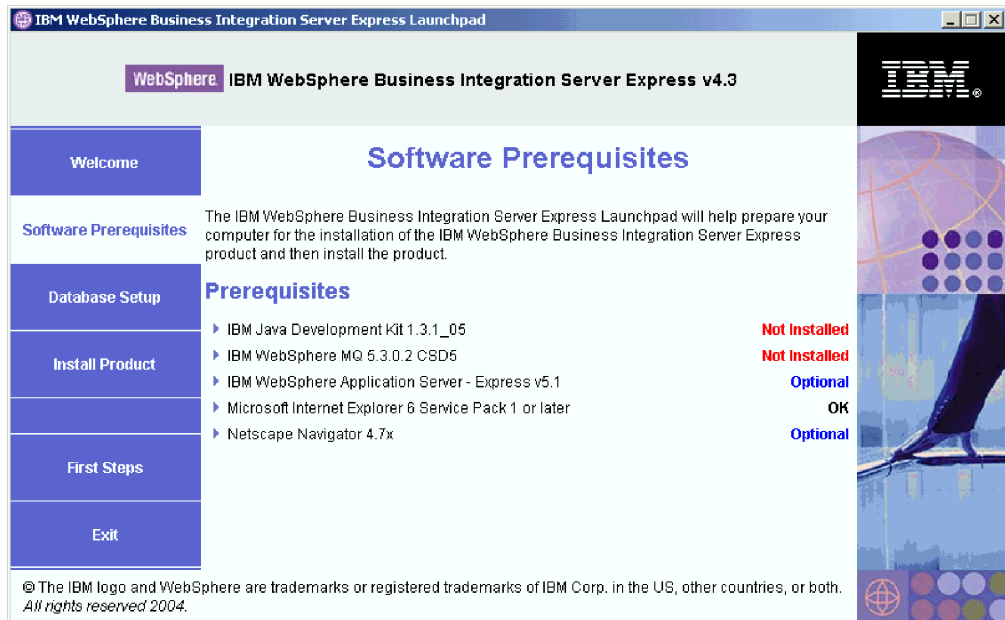 IBM WebSphere Business Integration Server Express Launchpad
WebSphere. IBM WebSphere Business Integration Server Express v4.3
IBM®
Welcome
Software Prerequisites
Database Setup
Install Product
First Steps
Exit
Software Prerequisites
The IBM WebSphere Business Integration Server Express Launchpad will help prepare your
computer for the installation of the IBM WebSphere Business Integration Server Express
product and then install the product.
Prerequisites
IBM Java Development Kit 1.3.1_05 Not Installed
IBM WebSphere MQ 5.3.0.2 CSD5 Not Installed
IBM WebSphere Application Server - Express v5.1 Optional
Microsoft Internet Explorer 6 Service Pack 1 or later OK
Netscape Navigator 4.7x Optional
© The IBM logo and WebSphere are trademarks or registered trademarks of IBM Corp. in the US, other countries, or both.
All rights reserved 2004.